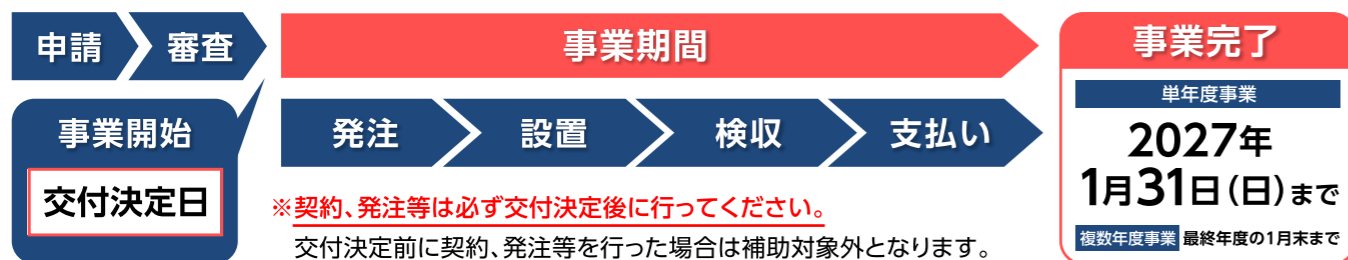 申請
審査
事業期間
事業完了
事業開始
交付決定日
発注
設置
検収
支払い
※契約、発注等は必ず交付決定後に行ってください。
交付決定前に契約、発注等を行った場合は補助対象外となります。
単年度事業
2027年
1月31日(日)まで
複数年度事業 最終年度の1月末まで